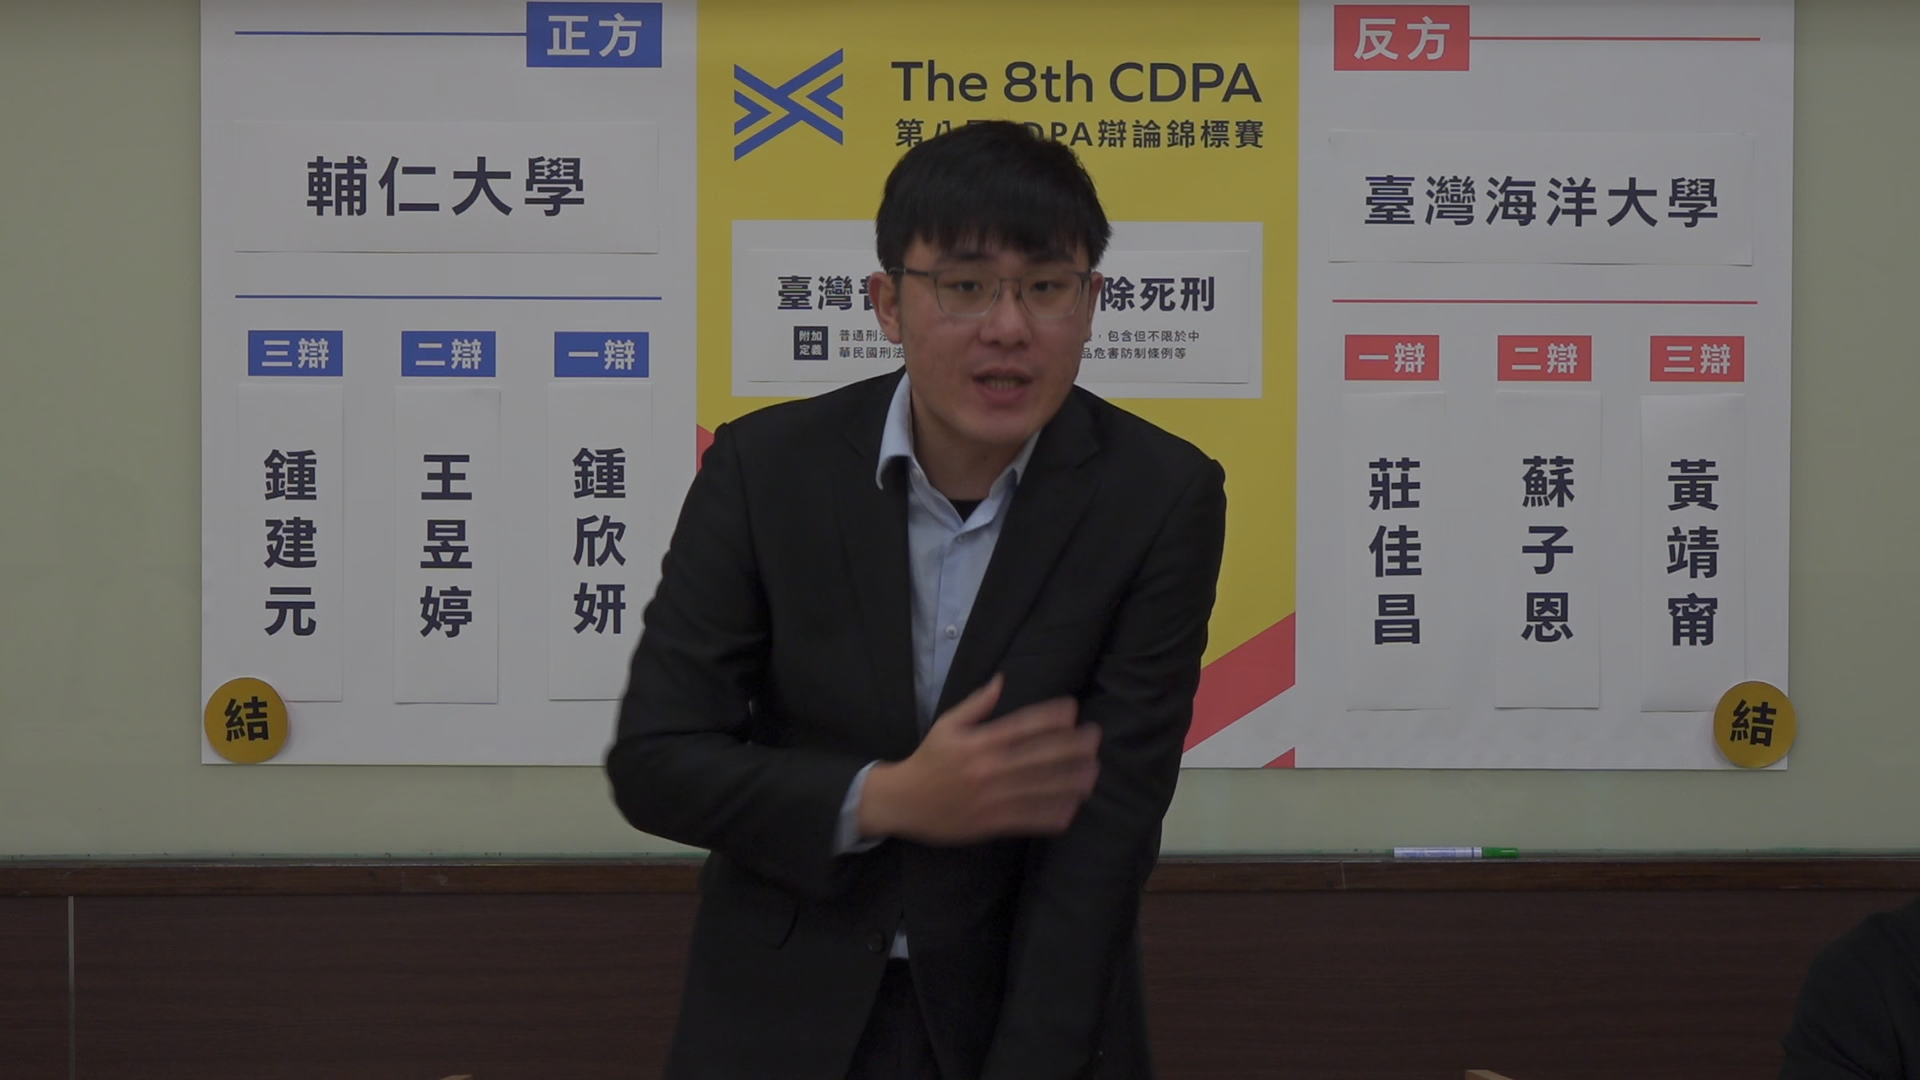 正方
輔仁大學
三辯
二辯
一辯
鍾建元
王昱婷
鍾欣妍
結
The 8th CDPA
第八 DPA辯論錦標賽
臺灣 除死刑
附加
定義
普通刑 ,包含但不限於中
華民國刑法 品危害防制條例等
反方
臺灣海洋大學
一辯
二辯
三辯
莊佳昌
蘇子恩
黃靖甯
結